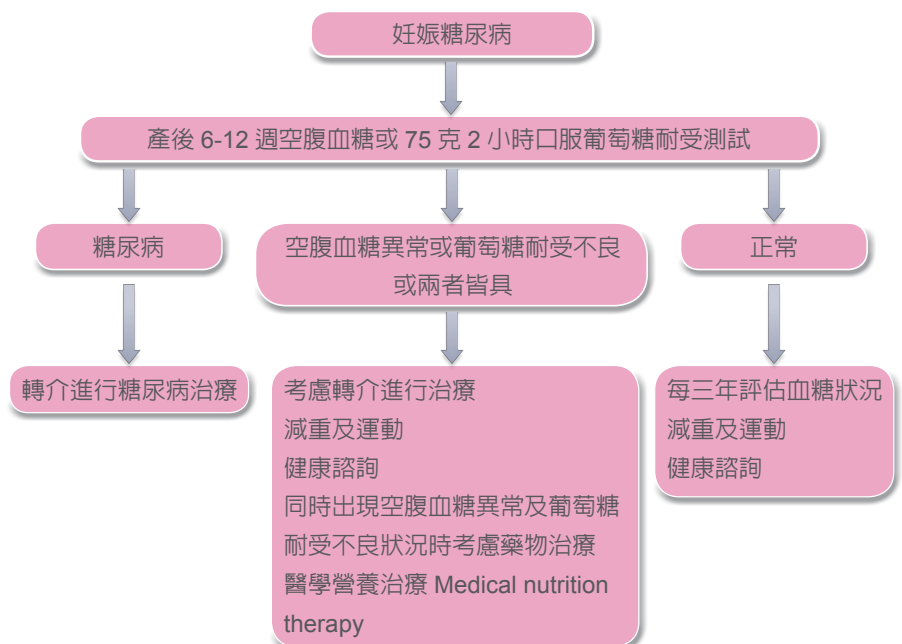 妊娠糖尿病
產後 6-12 週空腹血糖或 75 克 2 小時口服葡萄糖耐受測試
糖尿病
空腹血糖異常或葡萄糖耐受不良
或兩者皆具
正常
轉介進行糖尿病治療
考慮轉介進行治療
減重及運動
健康諮詢
同時出現空腹血糖異常及葡萄糖
耐受不良狀況時考慮藥物治療
醫學營養治療 Medical nutrition
therapy
每三年評估血糖狀況
減重及運動
健康諮詢